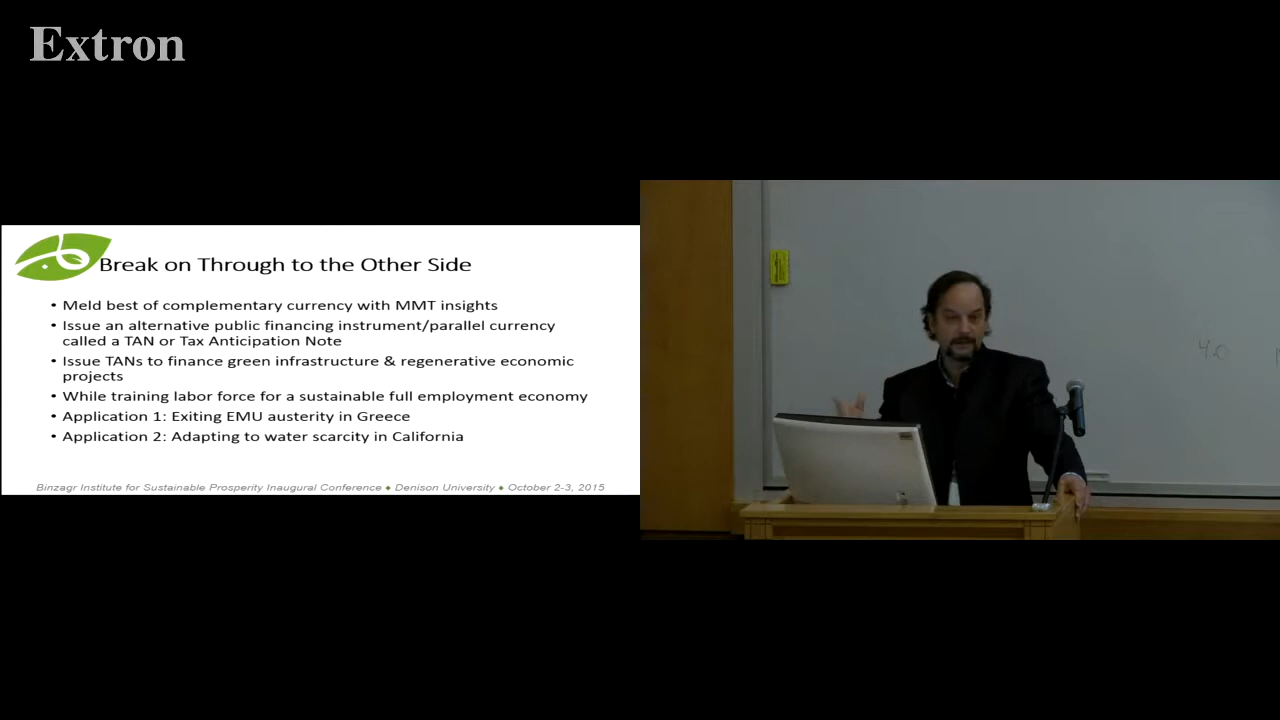 Extron
Break on Through to the Other Side
• Meld best of complementary currency with MMT insights
• Issue an alternative public financing instrument/parallel currency
called a TAN or Tax Anticipation Note
• Issue TANs to finance green infrastructure & regenerative economic
projects
• While training labor force for a sustainable full employment economy
• Application 1: Exiting EMU austerity in Greece
• Application 2: Adapting to water scarcity in California
Binzagr Institute for Sustainable Prosperity Inaugural Conference ♦ Denison University ♦ October 2-3, 2015